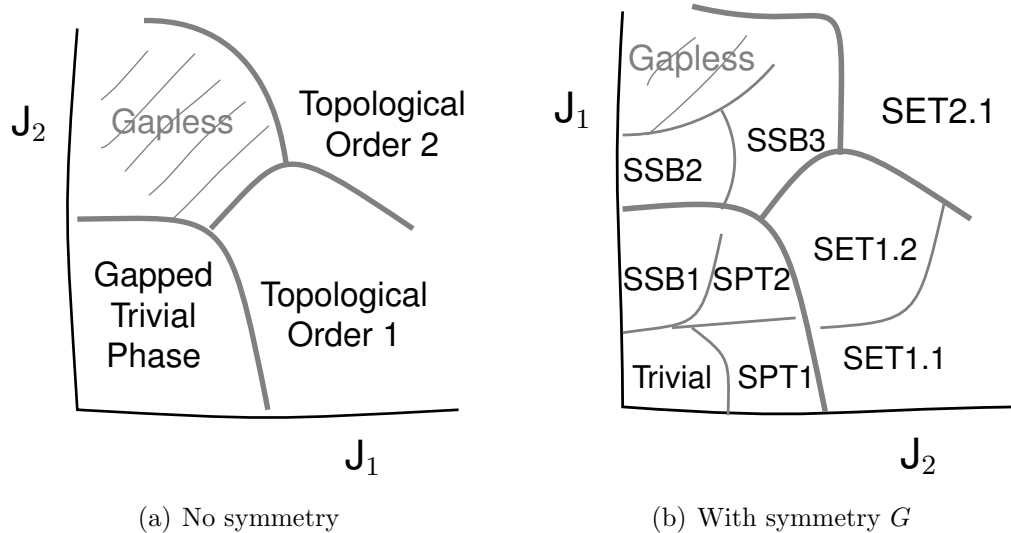 J2
Gapless
Topological
Order 2
Gapped
Trivial
Phase
Topological
Order 1
J1
(a) No symmetry
J1
Gapless
SET2.1
SSB3
SSB2
SET1.2
SSB1
SPT2
SET1.1
Trivial
SPT1
J2
(b) With symmetry G